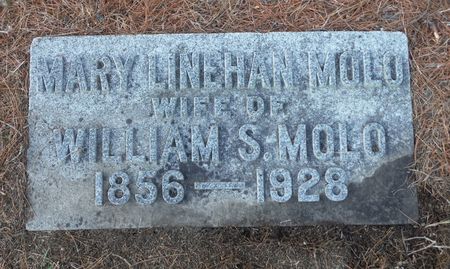 MARY LINEHAN MOLO
WIFE OF
WILLIAM S. MOLO
1856 — 1928